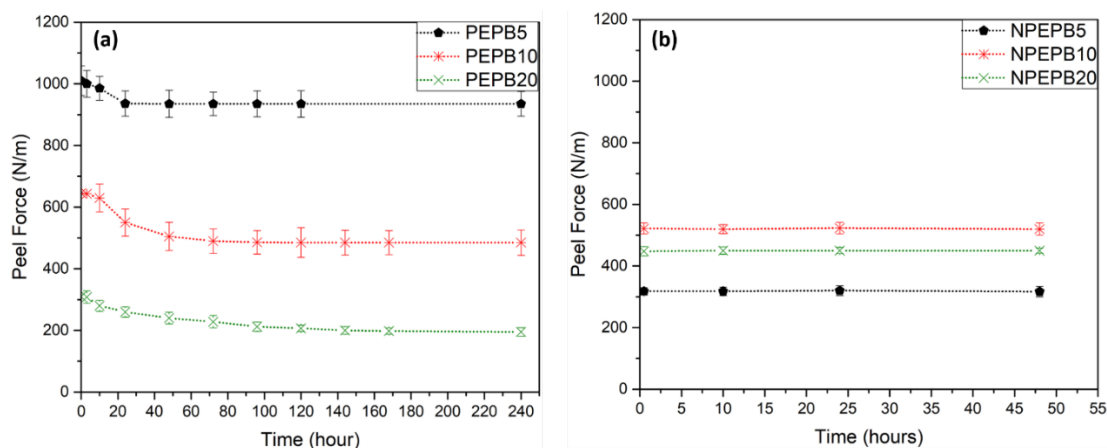 (a)
PEPB5
PEPB10
PEPB20
Peel Force (N/m)
1200
1000
800
600
400
200
0
0 20 40 60 80 100 120 140 160 180 200 220 240
Time (hour)
(b)
NPEPB5
NPEPB10
NPEPB20
Peel Force (N/m)
1200
1000
800
600
400
200
0
0 5 10 15 20 25 30 35 40 45 50 55
Time (hours)